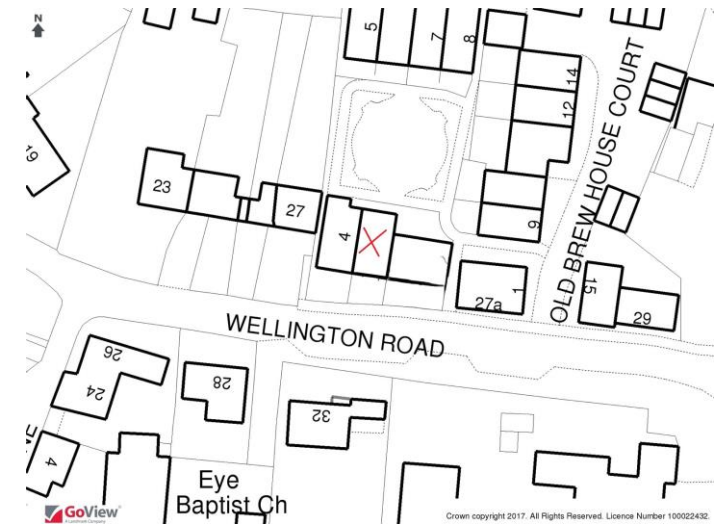 N
5
7
8
14
12
19
23
27
4
9
OLD BREW HOUSE COURT
27a
1
15
29
WELLINGTON ROAD
26
24
28
32
4
Eye
Baptist Ch
GoView
A Landmark Company
Crown copyright 2017. All Rights Reserved. Licence Number 100022432.